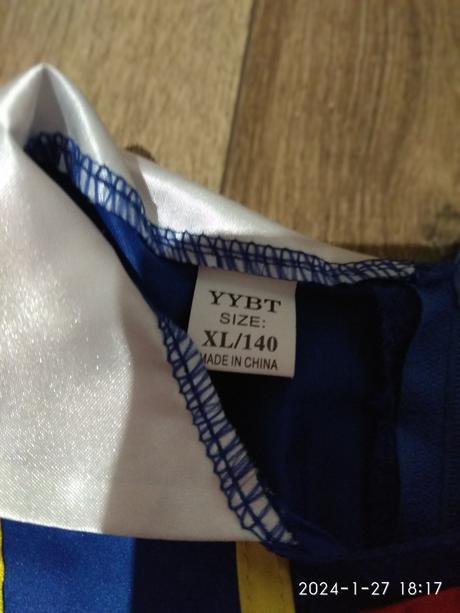 YYBT
SIZE:
XL/140
MADE IN CHINA
2024-1-27 18:17